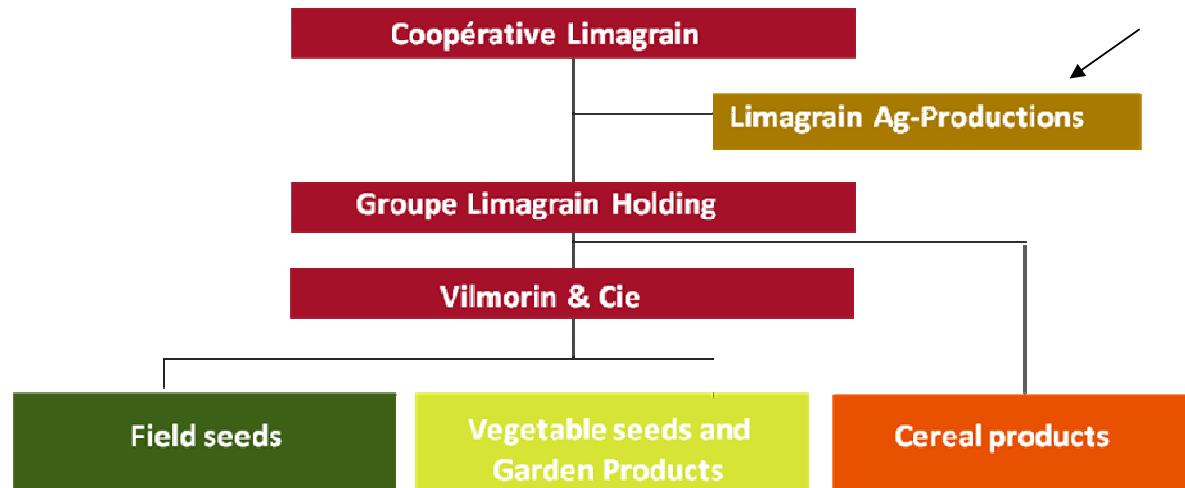 Coopérative Limagrain
Limagrain Ag-Productions
Groupe Limagrain Holding
Vilmorin & Cie
Field seeds
Vegetable seeds and
Garden Products
Cereal products